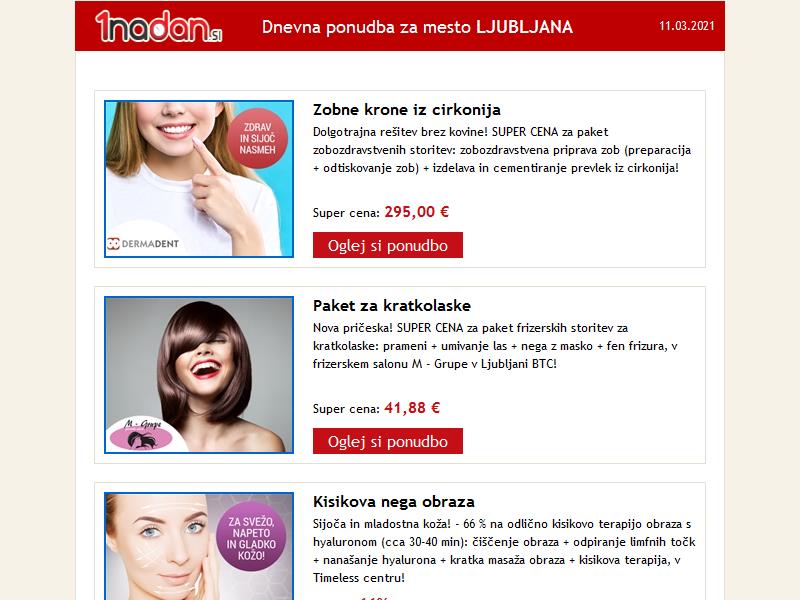 1nadan.SI
Dnevna ponudba za mesto LJUBLJANA
11.03.2021
ZDRAV
IN SIJOČ
NASMEH
DERMADENT
Zobne krone iz cirkonija
Dolgotrajna rešitev brez kovine! SUPER CENA za paket
zobozdravstvenih storitev: zobozdravstvena priprava zob (preparacija
+ odtiskovanje zob) + izdelava in cementiranje prevlek iz cirkonija!
Super cena: 295,00 €
Oglej si ponudbo
M - Grupe
Paket za kratkolaske
Nova pričeska! SUPER CENA za paket frizerskih storitev za
kratkolaske: prameni + umivanje las + nega z masko + fen frizura, v
frizerskem salonu M - Grupe v Ljubljani BTC!
Super cena: 41,88 €
Oglej si ponudbo
ZA SVEŽO,
NAPETO
IN GLADKO
KOŽO!
Kisikova nega obraza
Sijoča in mladostna koža! - 66 % na odlično kisikovo terapijo obraza s
hyaluronom (cca 30-40 min): čiščenje obraza + odpiranje limfnih točk
+ nanašanje hyalurona + kratka masaža obraza + kisikova terapija, v
Timeless centru!